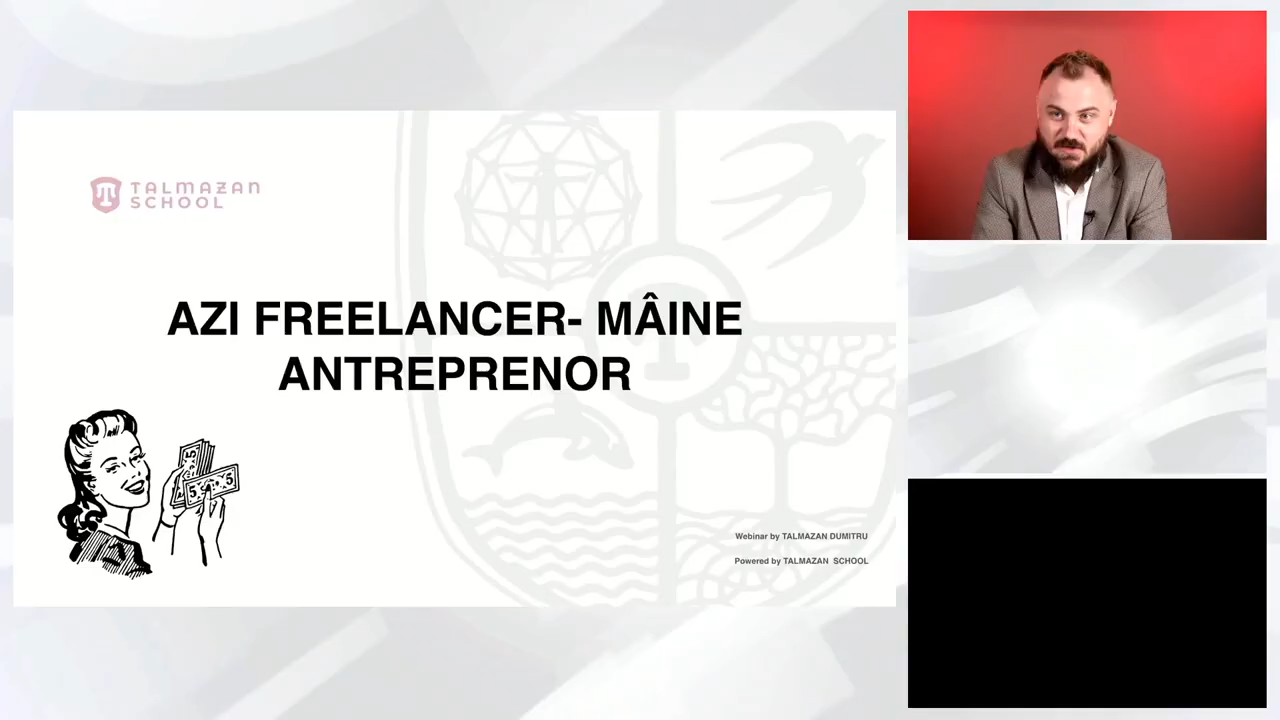 TALMAZAN
SCHOOL
AZI FREELANCER- MÂINE
ANTREPRENOR
Webinar by TALMAZAN DUMITRU
Powered by TALMAZAN SCHOOL